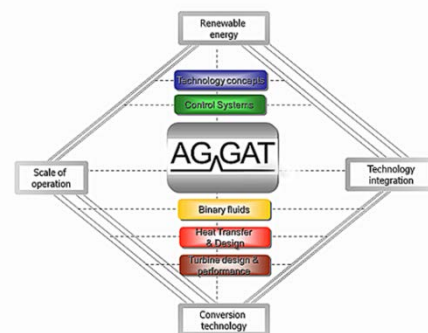 Renewable
energy
Technology concepts
Control Systems
AGGAT
Scale of
operation
Technology
integration
Binary fluids
Heat Transfer
& Design
Turbine design &
performance
Conversion
technology